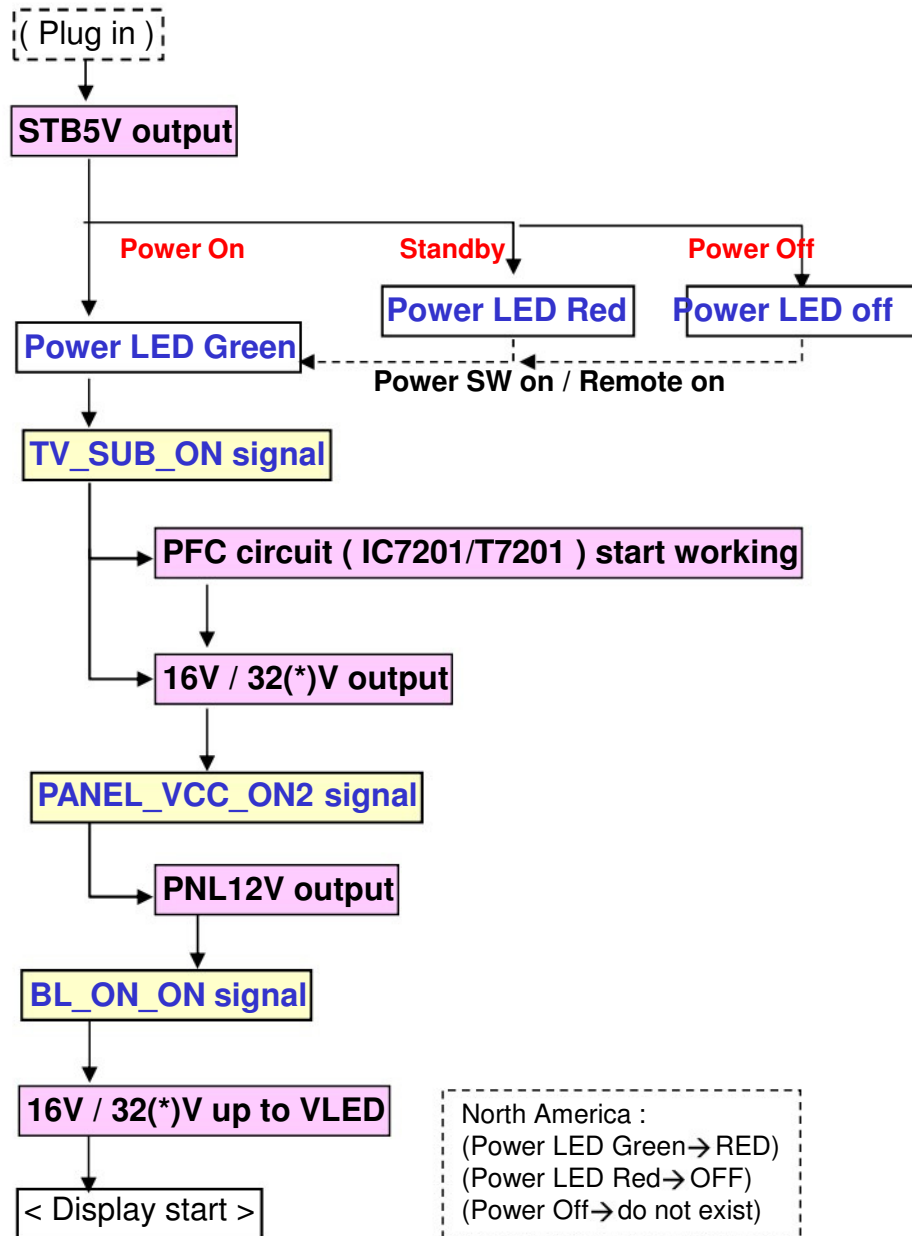 ( Plug in )
STB5V output
Power On
Standby
Power Off
Power LED Red
Power LED off
Power LED Green
Power SW on / Remote on
TV_SUB_ON signal
PFC circuit ( IC7201/T7201 ) start working
16V / 32(*)V output
PANEL_VCC_ON2 signal
PNL12V output
BL_ON_ON signal
16V / 32(*)V up to VLED
< Display start >
North America :
(Power LED Green→RED)
(Power LED Red→OFF)
(Power Off→do not exist)